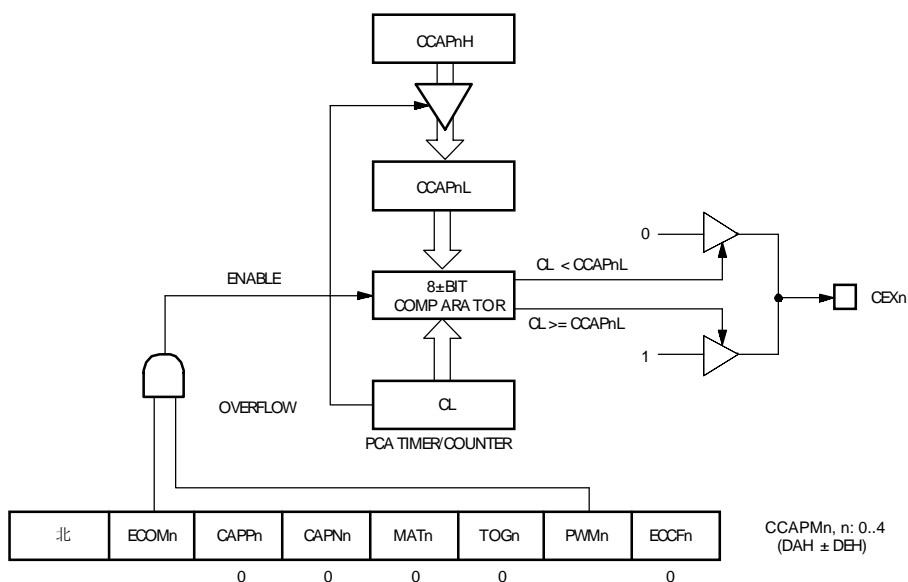 CCAPnH
CCAPnL
0
CL < CCAPnL
ENABLE
8±BIT
COMPARATOR
CEXn
CL >= CCAPnL
1
OVERFLOW
CL
PCA TIMER/COUNTER
北 ECOMn CAPPn CAPNn MATn TOGn PWMn ECCFn
CCAPMn, n: 0..4
(DAH ± DEH)
0 0 0 0 0